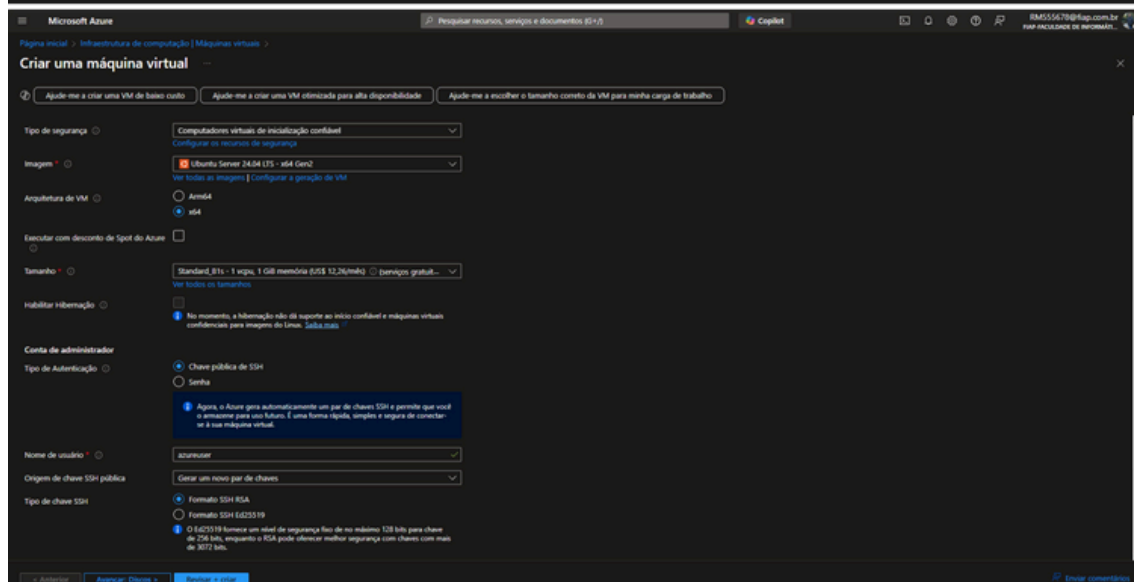 Microsoft Azure
Pesquisar recursos, serviços e documentos (G+/)
Copilot
RM555678@fiap.com.br
FIAP-FACULDADE DE INFORMÁTI...
Página inicial > Infraestrutura de computação | Máquinas virtuais >
Criar uma máquina virtual ...
Ajude-me a criar uma VM de baixo custo
Ajude-me a criar uma VM otimizada para alta disponibilidade
Ajude-me a escolher o tamanho correto da VM para minha carga de trabalho
Tipo de segurança
Computadores virtuais de inicialização confiável
Configurar os recursos de segurança
Imagem *
Ubuntu Server 24.04 LTS - x64 Gen2
Ver todas as imagens | Configurar a geração de VM
Arquitetura de VM
Arm64
x64
Executar com desconto de Spot do Azure
Tamanho *
Standard_B1s - 1 vcpu, 1 GiB memória (US$ 12,26/mês) (serviços gratuit...
Ver todos os tamanhos
Habilitar Hibernação
No momento, a hibernação não dá suporte ao início confiável e máquinas virtuais
confidenciais para imagens do Linux. Saiba mais
Conta de administrador
Tipo de Autenticação
Chave pública de SSH
Senha
Agora, o Azure gera automaticamente um par de chaves SSH e permite que você
o armazene para uso futuro. É uma forma rápida, simples e segura de conectar-
se à sua máquina virtual.
Nome de usuário *
azureuser
Origem de chave SSH pública
Gerar um novo par de chaves
Tipo de chave SSH
Formato SSH RSA
Formato SSH Ed25519
O Ed25519 fornece um nível de segurança fixo de no máximo 128 bits para chave
de 256 bits, enquanto o RSA pode oferecer melhor segurança com chaves com mais
de 3072 bits.
< Anterior
Avançar: Discos >
Revisar + criar
Enviar comentários